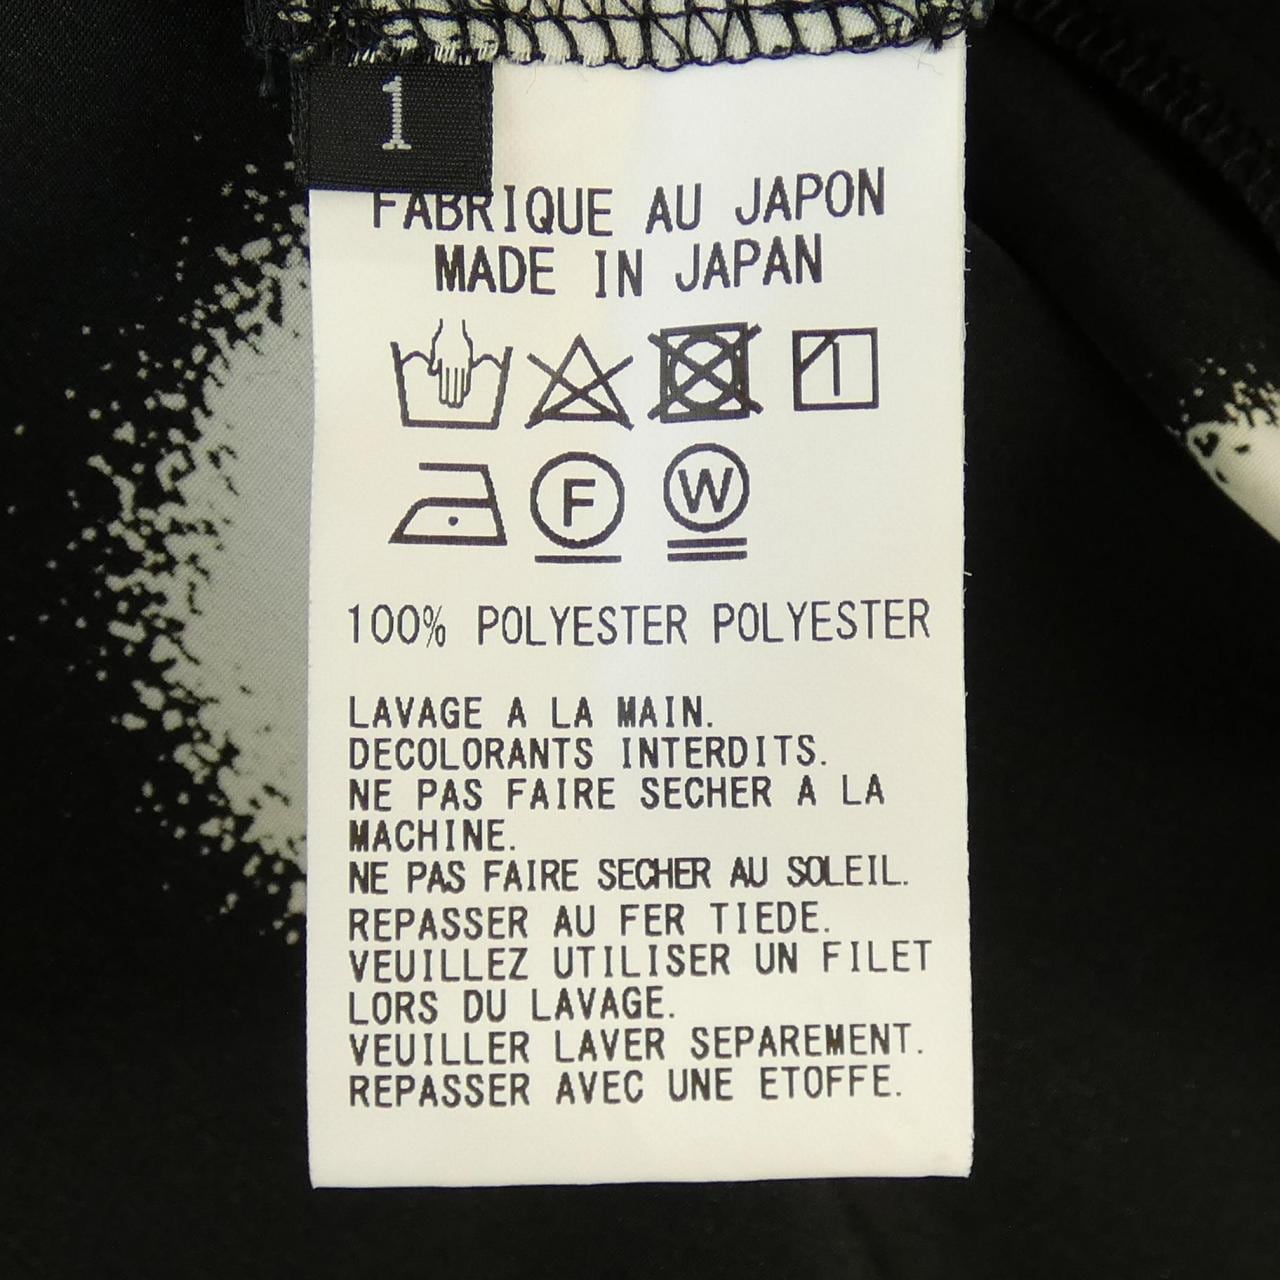 1
FABRIQUE AU JAPON
MADE IN JAPAN
F
W
100% POLYESTER POLYESTER
LAVAGE A LA MAIN.
DECOLORANTS INTERDITS.
NE PAS FAIRE SECHER A LA
MACHINE.
NE PAS FAIRE SECHER AU SOLEIL.
REPASSER AU FER TIEDE.
VEUILLEZ UTILISER UN FILET
LORS DU LAVAGE.
VEUILLER LAVER SEPAREMENT.
REPASSER AVEC UNE ETOFFE.